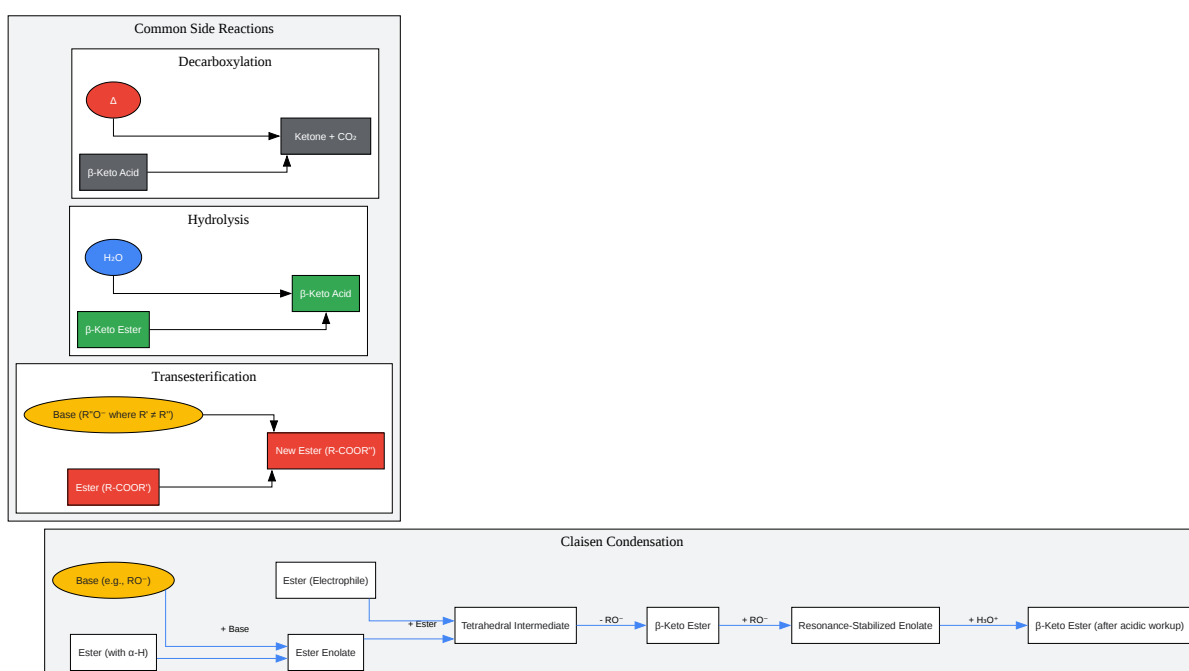 Common Side Reactions
Decarboxylation
Δ
Ketone + CO₂
β-Keto Acid
Hydrolysis
H₂O
β-Keto Acid
β-Keto Ester
Transesterification
Base (R"O⁻ where R' ≠ R")
New Ester (R-COOR")
Ester (R-COOR')
Claisen Condensation
Base (e.g., RO⁻)
Ester (Electrophile)
+ Base
+ Ester
Tetrahedral Intermediate
- RO⁻
β-Keto Ester
+ RO⁻
Resonance-Stabilized Enolate
+ H₃O⁺
β-Keto Ester (after acidic workup)
Ester (with α-H)
Ester Enolate